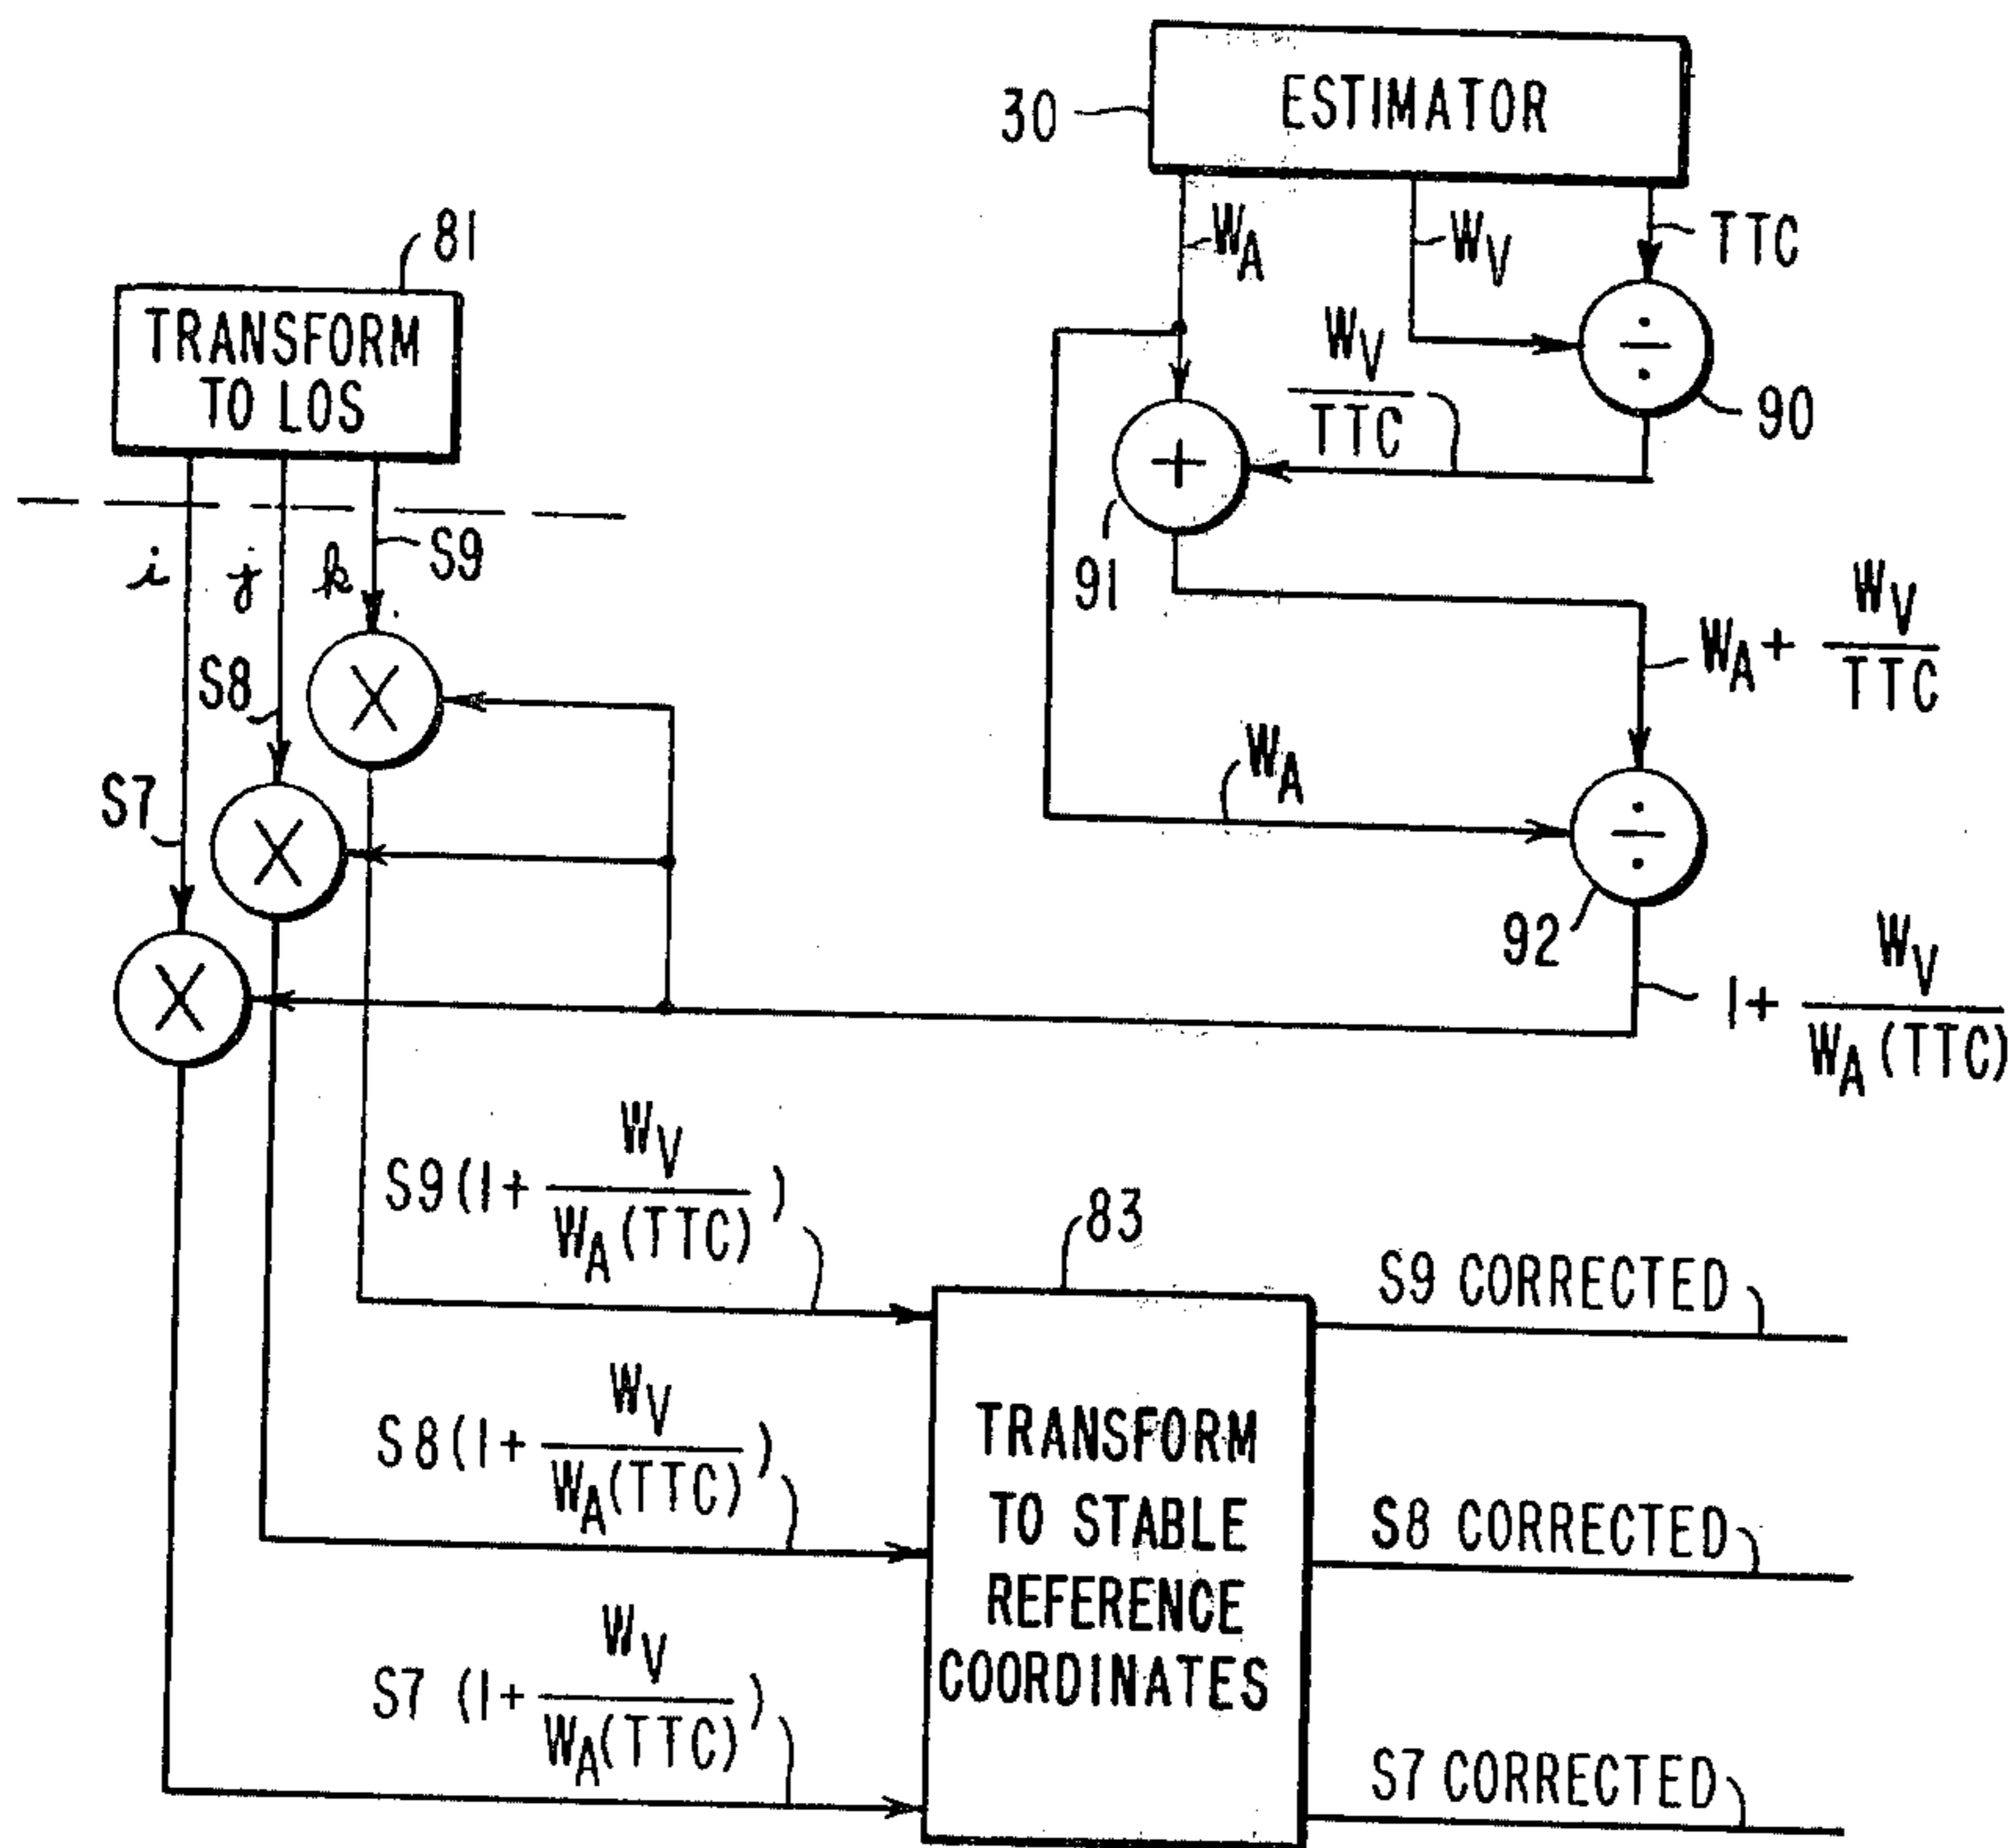 ESTIMATOR
30
W_A
W_V
TTC
81
TRANSFORM
TO LOS
W_V
TTC
÷
90
+
91
i j k
S9
S8
S7
W_A + W_V
TTC
W_A
÷
92
X
X
X
1 + W_V
W_A (TTC)
S9 (1 + W_V
W_A (TTC) )
83
S9 CORRECTED
S8 (1 + W_V
W_A (TTC) )
TRANSFORM
TO STABLE
REFERENCE
COORDINATES
S8 CORRECTED
S7 (1 + W_V
W_A (TTC) )
S7 CORRECTED